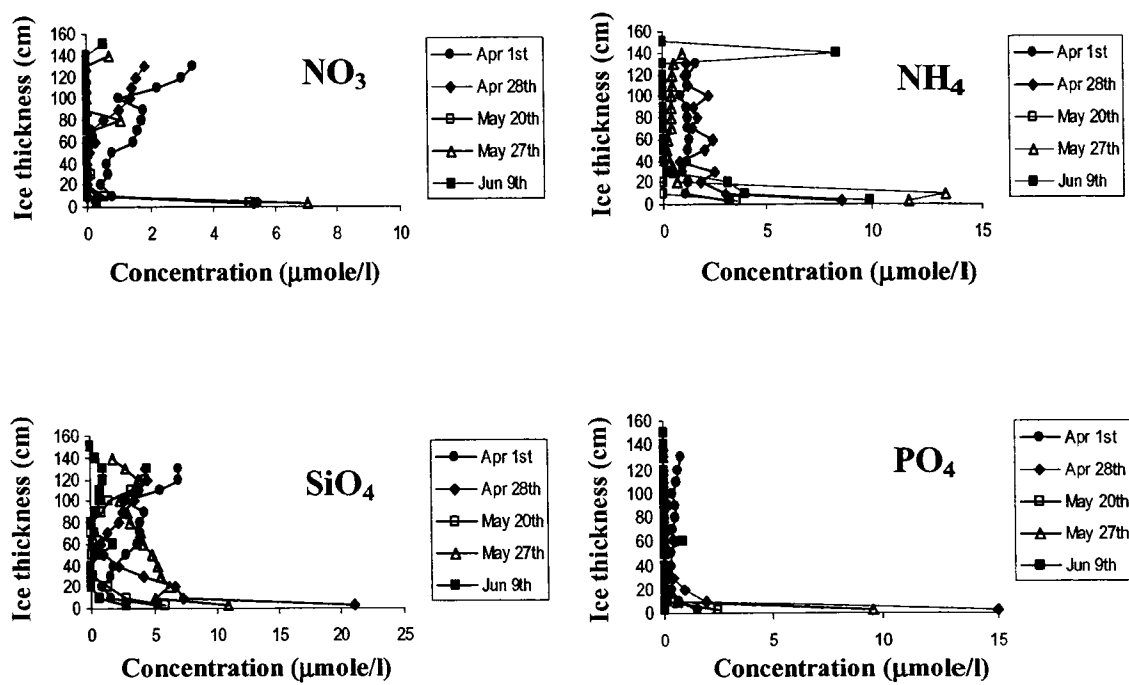 Ice thickness (cm)
160
140
120
100
80
60
40
20
0
0 2 4 6 8 10
Concentration (μmole/l)
NO3
Apr 1st
Apr 28th
May 20th
May 27th
Jun 9th
Ice thickness (cm)
160
140
120
100
80
60
40
20
0
0 5 10 15
Concentration (μmole/l)
NH4
Apr 1st
Apr 28th
May 20th
May 27th
Jun 9th
Ice thickness (cm)
160
140
120
100
80
60
40
20
0
0 5 10 15 20 25
Concentration (μmole/l)
SiO4
Apr 1st
Apr 28th
May 20th
May 27th
Jun 9th
Ice thickness (cm)
160
140
120
100
80
60
40
20
0
0 5 10 15
Concentration (μmole/l)
PO4
Apr 1st
Apr 28th
May 20th
May 27th
Jun 9th